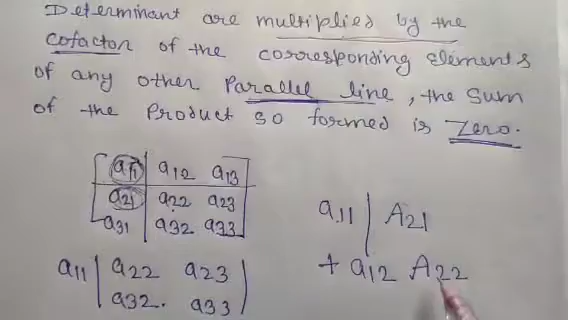 Determinant are multiplied by the
cofactor of the corresponding elements
of any other Parallel line, the sum
of the Product so formed is Zero.
a11 a12 a13
a21 a22 a23
a31 a32 a33
a11 | A21
+ a12 A22
a11 | a22 a23
a32. a33 |